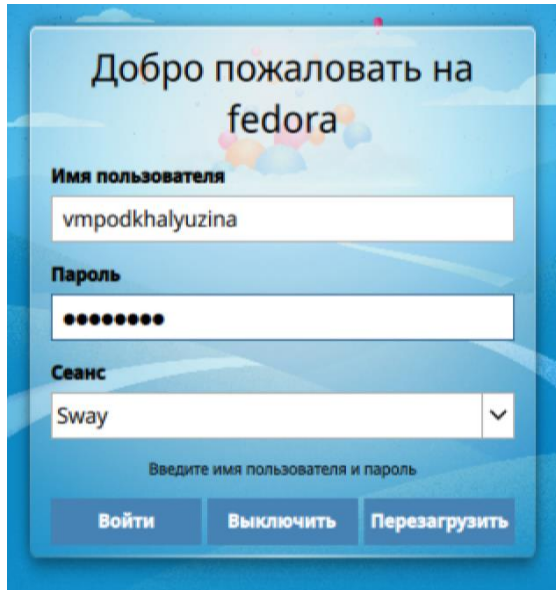 Добро пожаловать на
fedora
Имя пользователя
vmpodkhalyuzina
Пароль
●●●●●●●●
Сеанс
Sway
Введите имя пользователя и пароль
Войти Выключить Перезагрузить